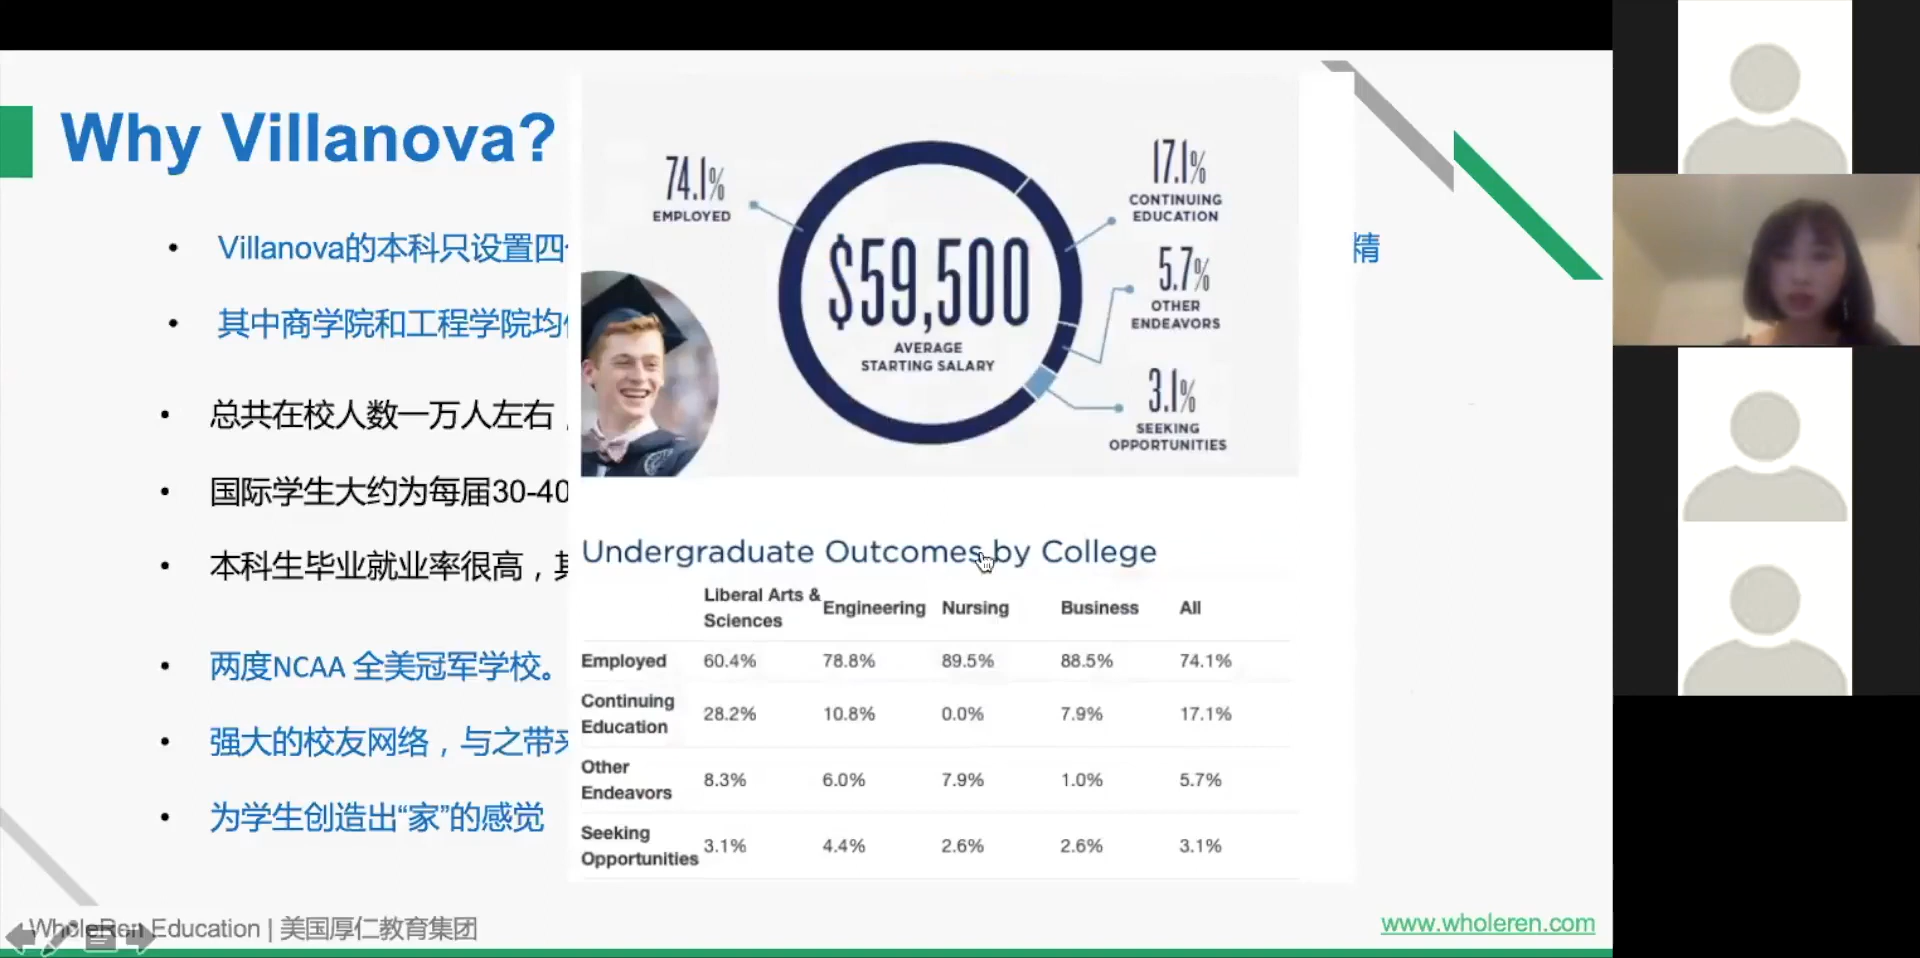 Why Villanova?
• Villanova的本科只设置四
精
• 其中商学院和工程学院均
• 总共在校人数一万人左右，
• 国际学生大约为每届30-40
• 本科生毕业就业率很高，
• 两度NCAA 全美冠军学校。
• 强大的校友网络，与之带
• 为学生创造出“家”的感觉
74.1%
EMPLOYED
$59,500
AVERAGE
STARTING SALARY
17.1%
CONTINUING
EDUCATION
5.7%
OTHER
ENDEAVORS
3.1%
SEEKING
OPPORTUNITIES
Undergraduate Outcomes by College
Liberal Arts & Sciences Engineering Nursing Business All
Employed 60.4% 78.8% 89.5% 88.5% 74.1%
Continuing Education 28.2% 10.8% 0.0% 7.9% 17.1%
Other Endeavors 8.3% 6.0% 7.9% 1.0% 5.7%
Seeking Opportunities 3.1% 4.4% 2.6% 2.6% 3.1%
WholeRen Education | 美国厚仁教育集团
www.wholeren.com